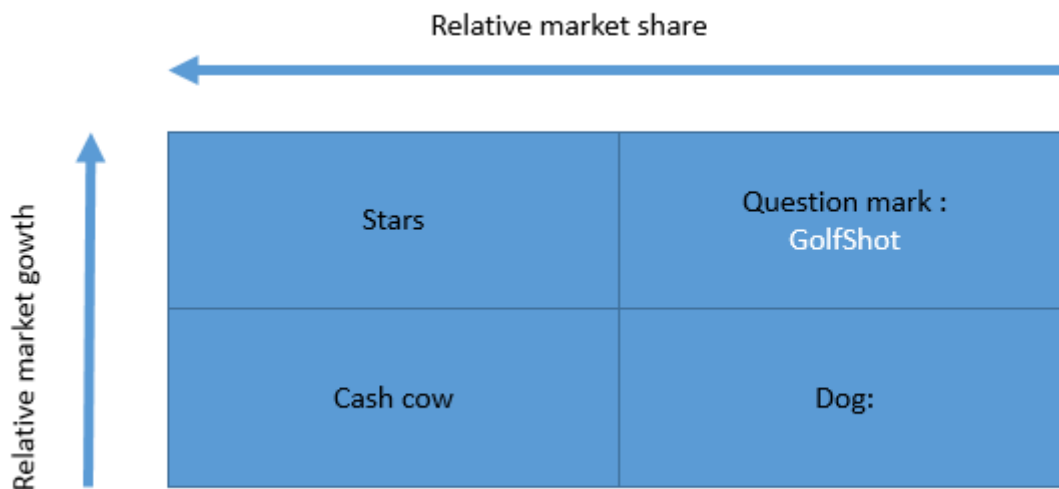 Relative market share
Relative market gowth
Stars
Question mark :
GolfShot
Cash cow
Dog: